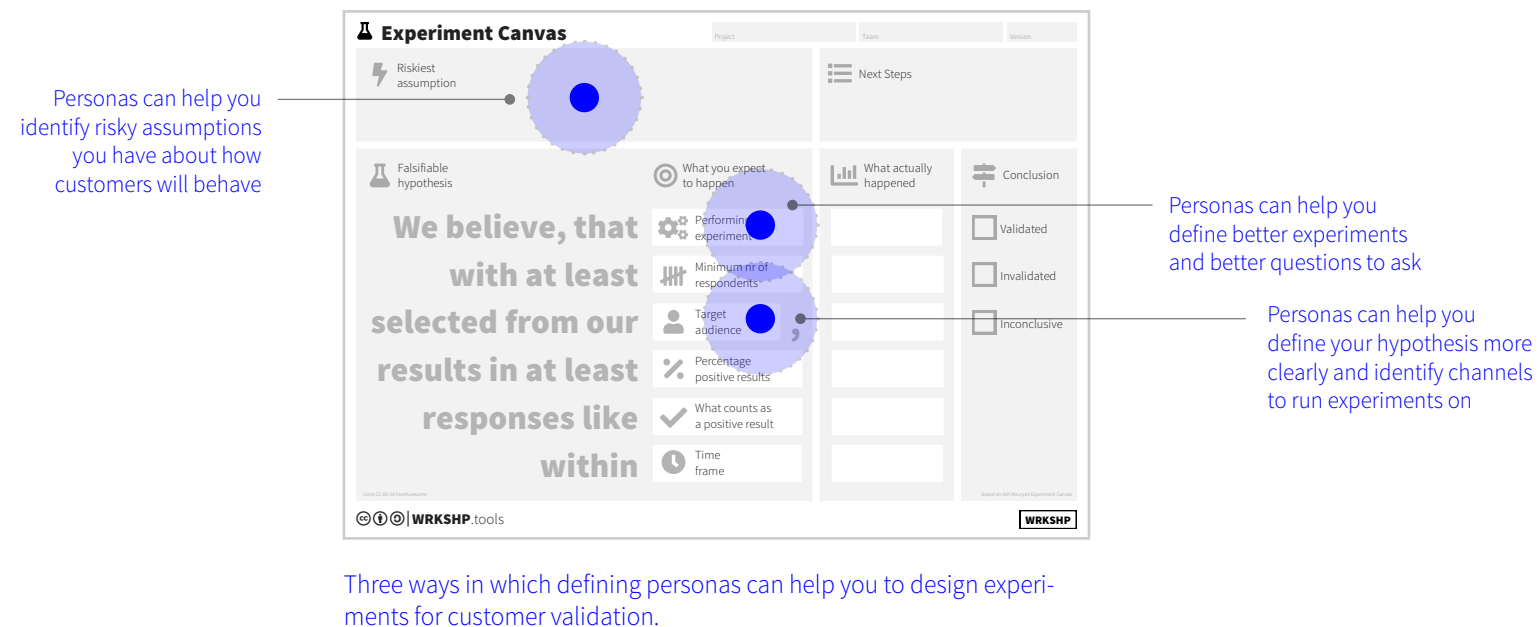 Experiment Canvas
Project
Team
Version
Riskiest
assumption
Next Steps
Personas can help you
identify risky assumptions
you have about how
customers will behave
Falsifiable
hypothesis
What you expect
to happen
What actually
happened
Conclusion
We believe, that
Performing
experiment
Validated
with at least
Minimum nr of
respondents
Invalidated
selected from our
Target
audience
,
Inconclusive
results in at least
Percentage
positive results
responses like
What counts as
a positive result
within
Time
frame
Personas can help you
define better experiments
and better questions to ask
Personas can help you
define your hypothesis more
clearly and identify channels
to run experiments on
Based on Ash Maurya's Experiment Canvas
WRKSHP.tools
WRKSHP
Three ways in which defining personas can help you to design experi-
ments for customer validation.